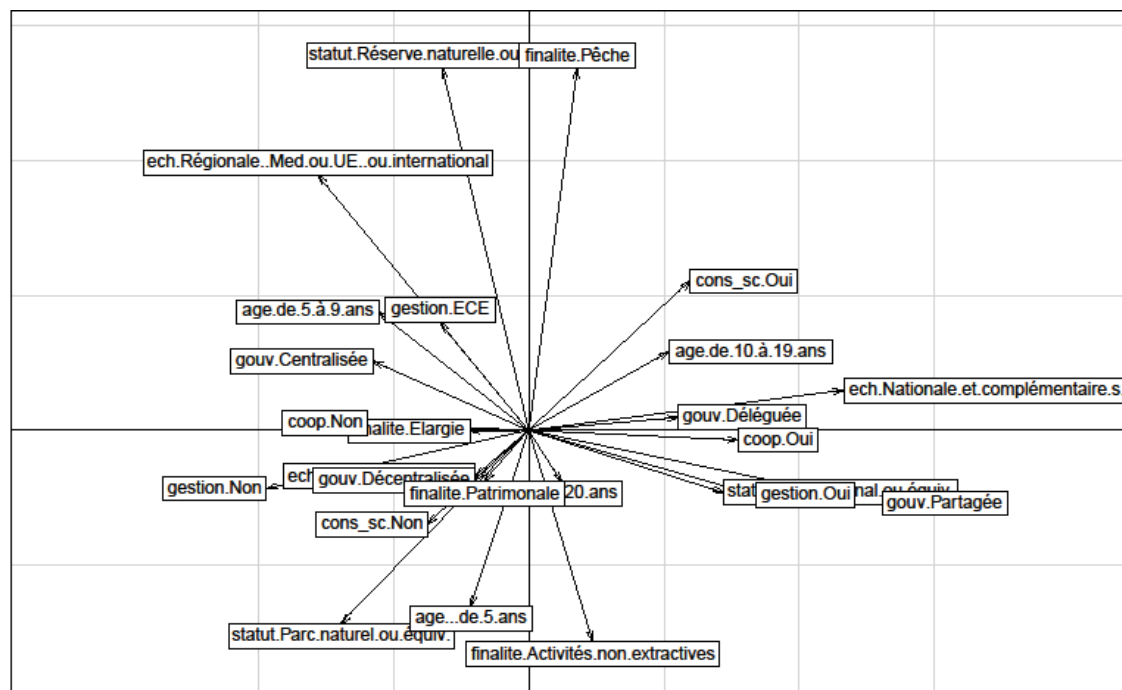 statut.Réserve.naturelle.ou
finalite.Pêche
ech.Régionale..Med.ou.UE..ou.international
cons_sc.Oui
age.de.5.à.9.ans
gestion.ECE
gouv.Centralisée
age.de.10.à.19.ans
ech.Nationale.et.complémentaire.s.
gouv.Déléguée
coop.Non
nalite.Elargie
coop.Oui
ech
gouv.Décentralisée
gestion.Non
finalite.Patrimonale
20.ans
stat
gestion.Oui
nal.ou.équiv.
gouv.Partagée
cons_sc.Non
age...de.5.ans
statut.Parc.naturel.ou.équiv.
finalite.Activités.non.extractives